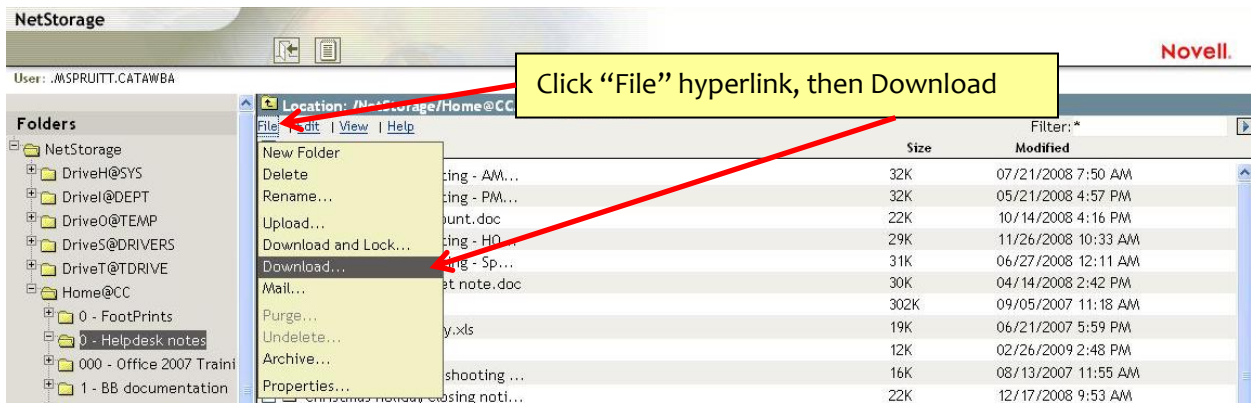 NetStorage
Novell.
User: .MSPRUITT.CATAWBA
Click “File” hyperlink, then Download
Location: /NetStorage/Home@CC
Folders
File | Edit | View | Help
Filter:*
Size Modified
NetStorage
DriveH@SYS
DriveI@DEPT
DriveO@TEMP
DriveS@DRIVERS
DriveT@TDRIVE
Home@CC
0 - FootPrints
0 - Helpdesk notes
000 - Office 2007 Traini
1 - BB documentation
New Folder
Delete
Rename...
Upload...
Download and Lock...
Download...
Mail...
Purge...
Undelete...
Archive...
Properties...
ting - AM... 32K 07/21/2008 7:50 AM
ting - PM... 32K 05/21/2008 4:57 PM
ount.doc 22K 10/14/2008 4:16 PM
ting - HO... 29K 11/26/2008 10:33 AM
ting - Sp... 31K 06/27/2008 12:11 AM
et note.doc 30K 04/14/2008 2:42 PM
302K 09/05/2007 11:18 AM
y.xls 19K 06/21/2007 5:59 PM
12K 02/26/2009 2:48 PM
shooting ... 16K 08/13/2007 11:55 AM
Christmas holiday closing noti... 22K 12/17/2008 9:53 AM